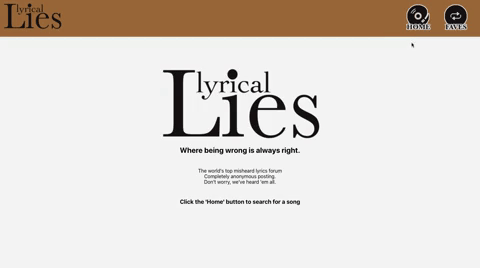 lyrical
Lies
HOME
FAVES
lyrical
Lies
Where being wrong is always right.
The world's top misheard lyrics forum
Completely anonymous posting.
Don't worry, we've heard 'em all.
Click the 'Home' button to search for a song